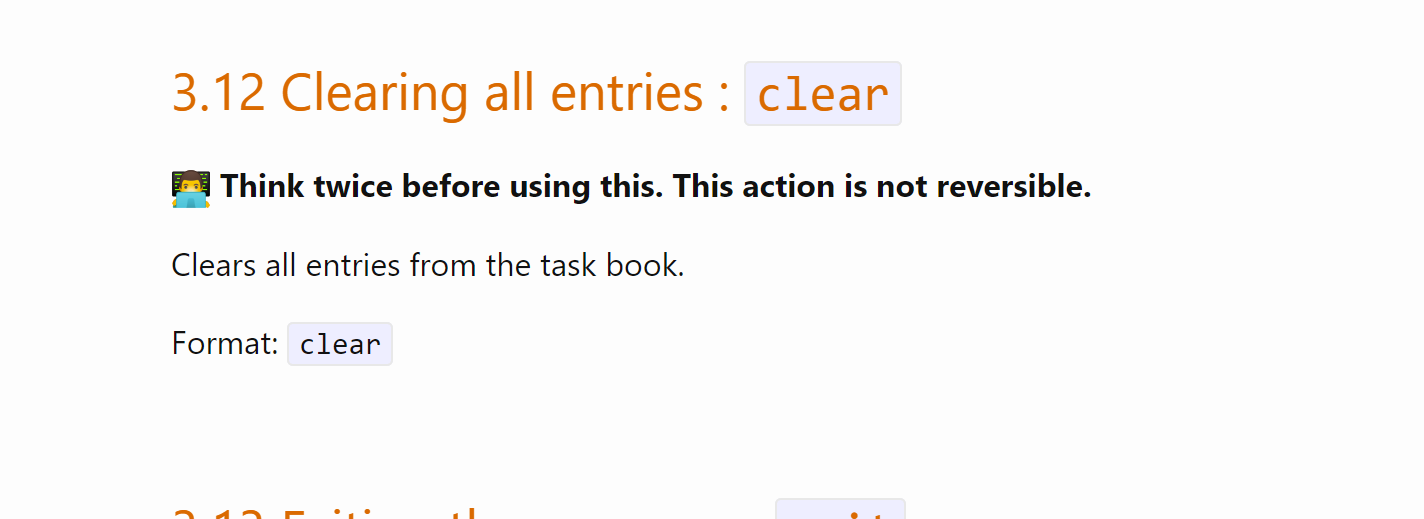 3.12 Clearing all entries : clear
Think twice before using this. This action is not reversible.
Clears all entries from the task book.
Format: clear